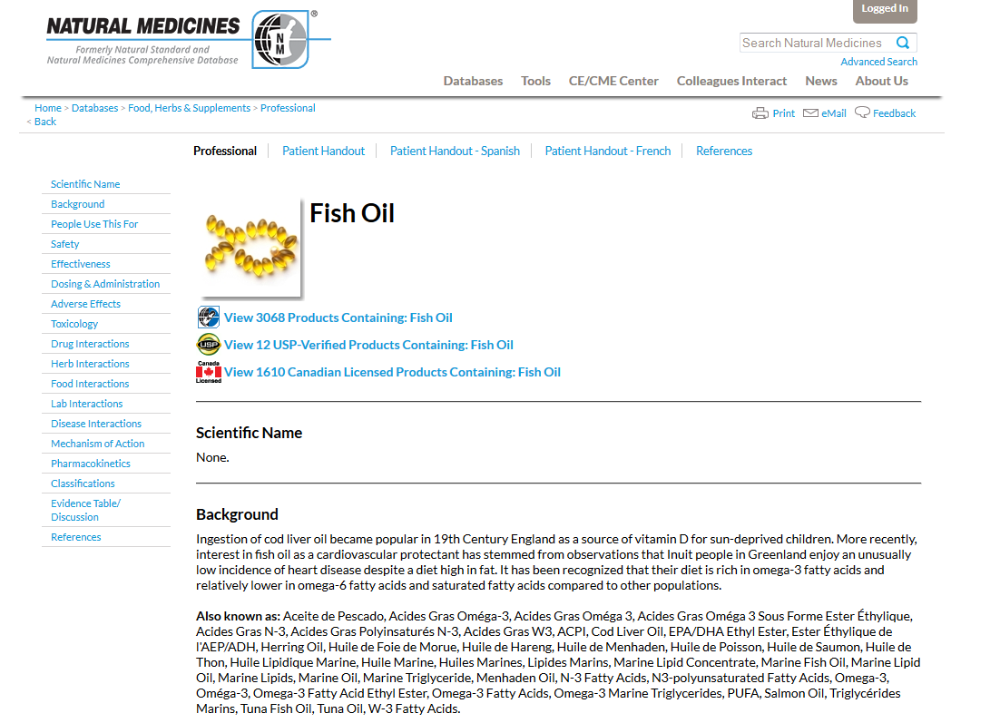 Logged In
NATURAL MEDICINES ®
Formerly Natural Standard and
Natural Medicines Comprehensive Database
N
M
Search Natural Medicines
Advanced Search
Databases Tools CE/CME Center Colleagues Interact News About Us
Home > Databases > Food, Herbs & Supplements > Professional
< Back
Print eMail Feedback
Professional Patient Handout Patient Handout - Spanish Patient Handout - French References
Scientific Name
Background
People Use This For
Safety
Effectiveness
Dosing & Administration
Adverse Effects
Toxicology
Drug Interactions
Herb Interactions
Food Interactions
Lab Interactions
Disease Interactions
Mechanism of Action
Pharmacokinetics
Classifications
Evidence Table/
Discussion
References
Fish Oil
View 3068 Products Containing: Fish Oil
USP
View 12 USP-Verified Products Containing: Fish Oil
Canada
Licensed
View 1610 Canadian Licensed Products Containing: Fish Oil
Scientific Name
None.
Background
Ingestion of cod liver oil became popular in 19th Century England as a source of vitamin D for sun-deprived children. More recently,
interest in fish oil as a cardiovascular protectant has stemmed from observations that Inuit people in Greenland enjoy an unusually
low incidence of heart disease despite a diet high in fat. It has been recognized that their diet is rich in omega-3 fatty acids and
relatively lower in omega-6 fatty acids and saturated fatty acids compared to other populations.
Also known as: Aceite de Pescado, Acides Gras Oméga-3, Acides Gras Oméga 3, Acides Gras Oméga 3 Sous Forme Ester Éthylique,
Acides Gras N-3, Acides Gras Polyinsaturés N-3, Acides Gras W3, ACPI, Cod Liver Oil, EPA/DHA Ethyl Ester, Ester Éthylique de
l'AEP/ADH, Herring Oil, Huile de Foie de Morue, Huile de Hareng, Huile de Menhaden, Huile de Poisson, Huile de Saumon, Huile de
Thon, Huile Lipidique Marine, Huile Marine, Huiles Marines, Lipides Marins, Marine Lipid Concentrate, Marine Fish Oil, Marine Lipid
Oil, Marine Lipids, Marine Oil, Marine Triglyceride, Menhaden Oil, N-3 Fatty Acids, N3-polyunsaturated Fatty Acids, Omega-3,
Oméga-3, Omega-3 Fatty Acid Ethyl Ester, Omega-3 Fatty Acids, Omega-3 Marine Triglycerides, PUFA, Salmon Oil, Triglycérides
Marins, Tuna Fish Oil, Tuna Oil, W-3 Fatty Acids.